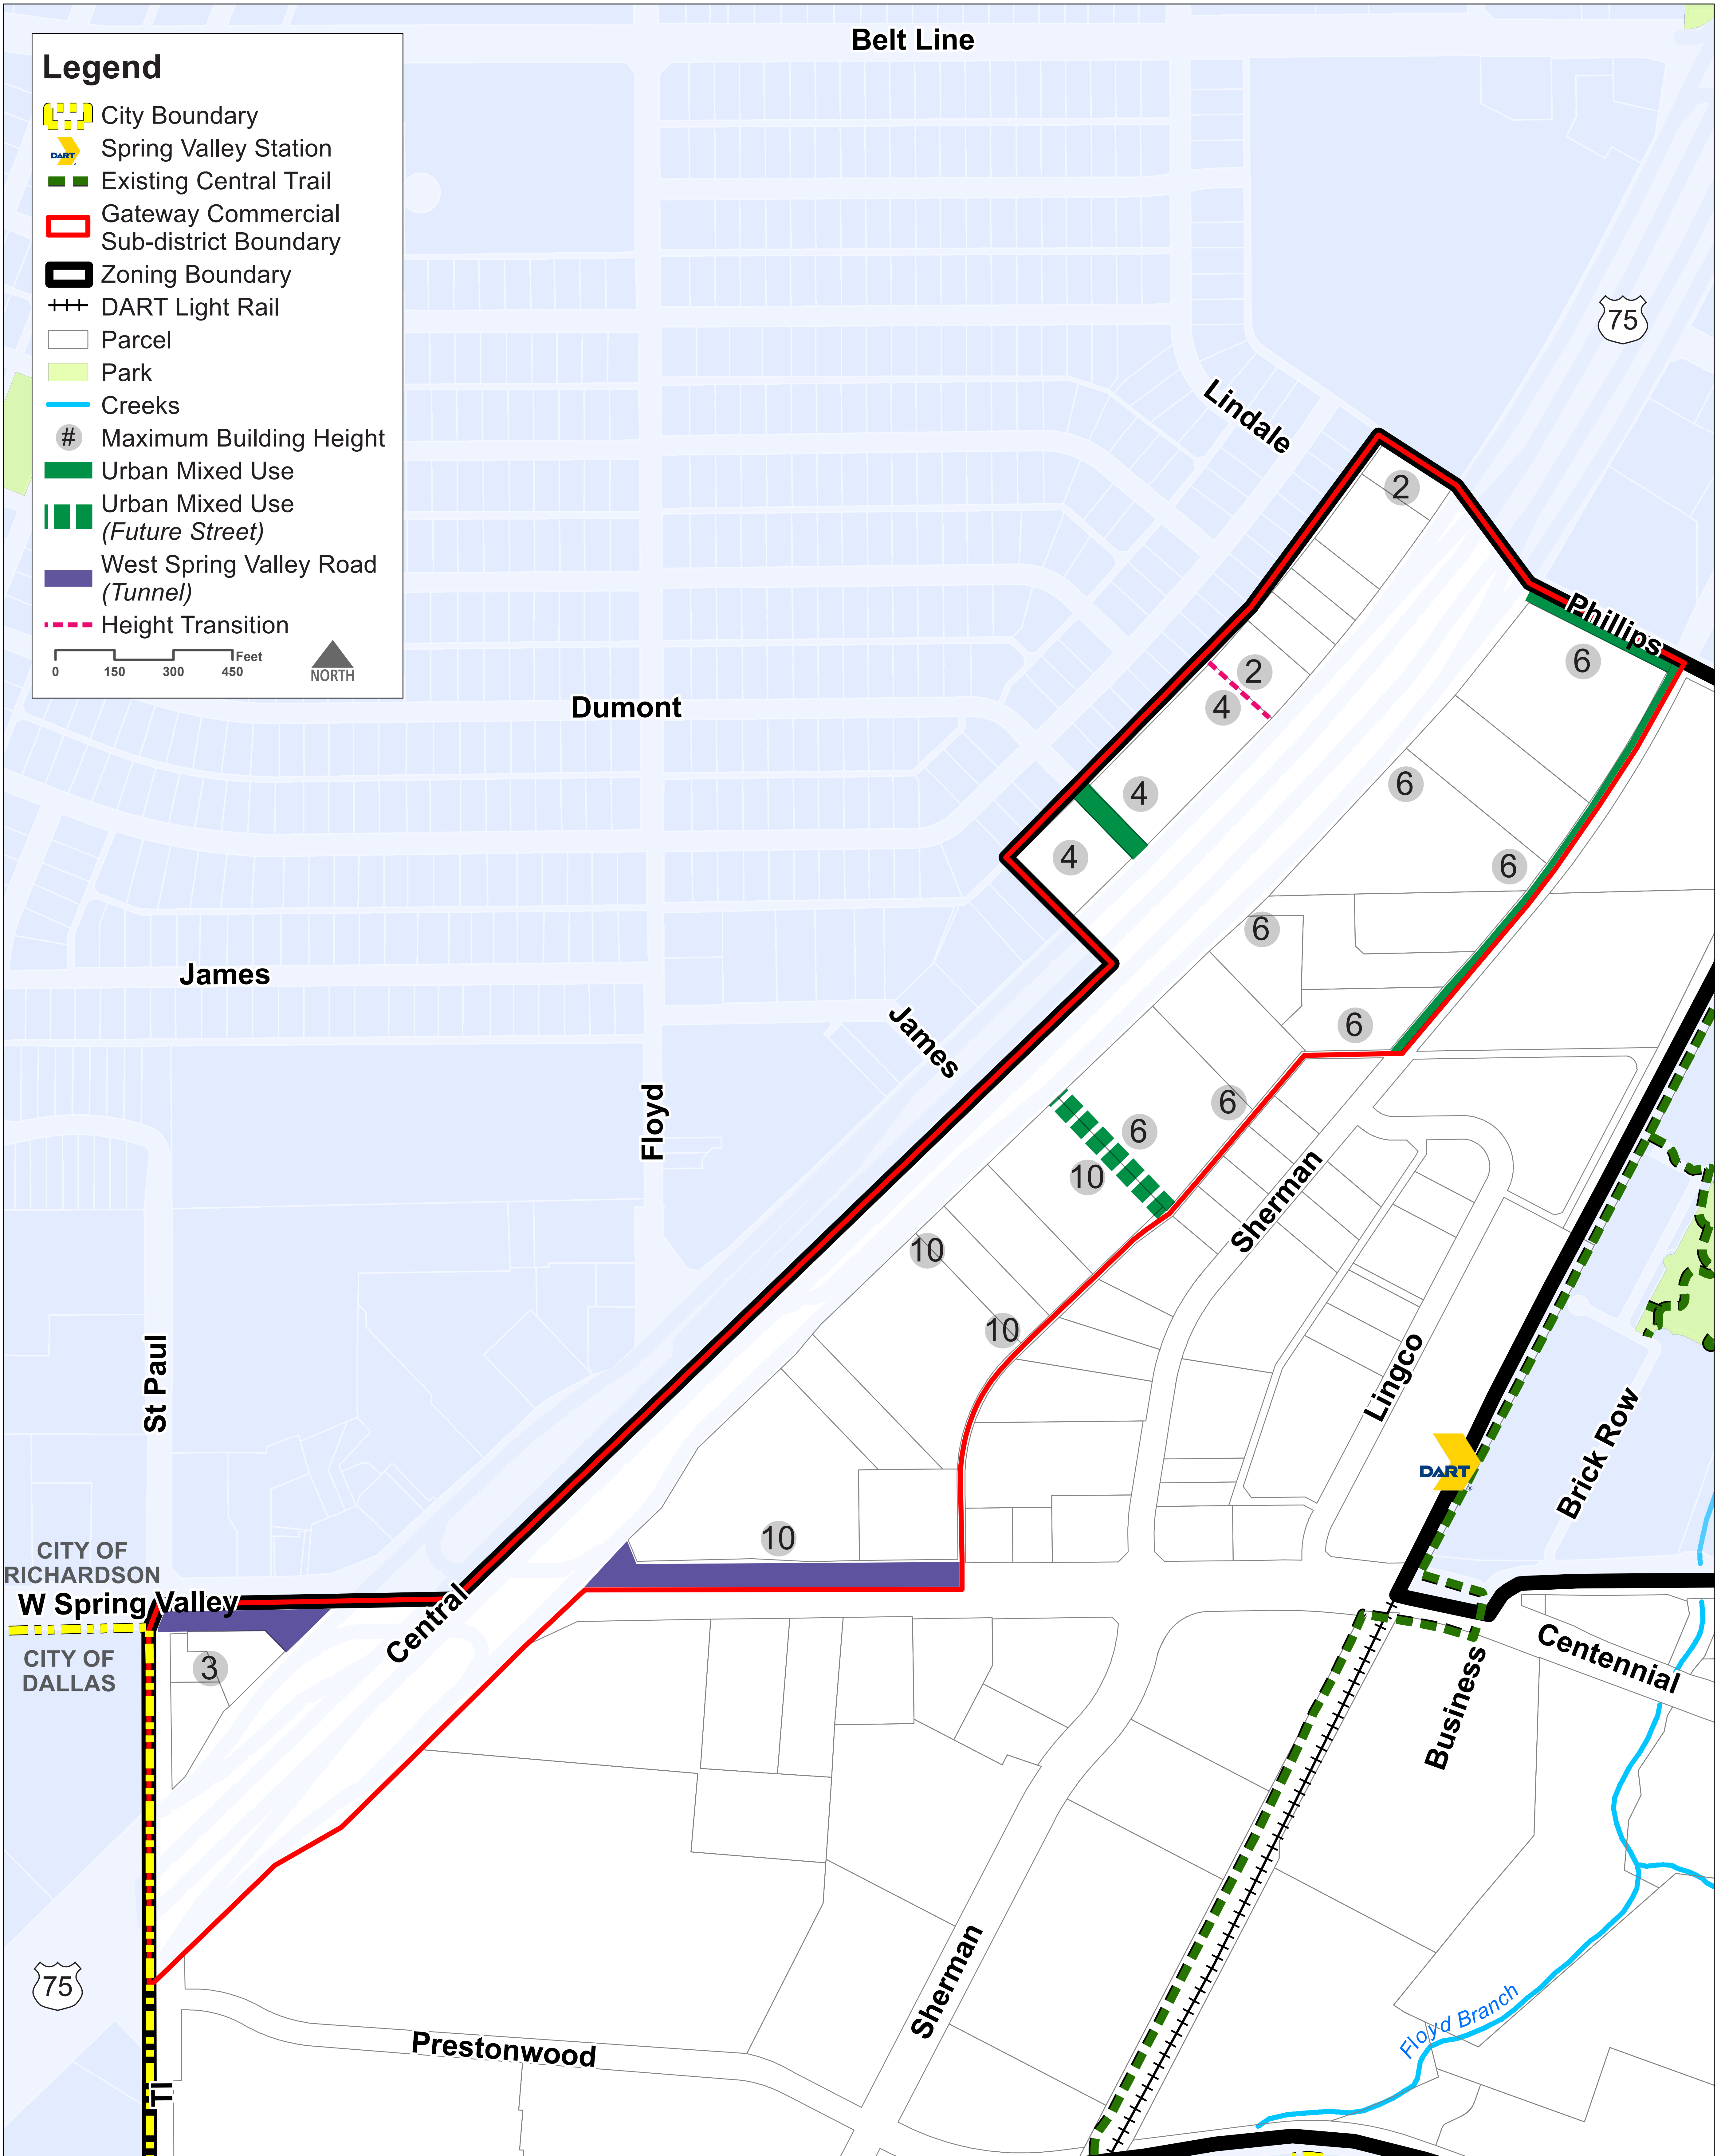 Belt Line
Legend
City Boundary
DART
Spring Valley Station
Existing Central Trail
Gateway Commercial
Sub-district Boundary
Zoning Boundary
DART Light Rail
Parcel
Park
Creeks
# Maximum Building Height
Urban Mixed Use
Urban Mixed Use
(Future Street)
West Spring Valley Road
(Tunnel)
Height Transition
Feet
0 150 300 450
NORTH
75
Lindale
2
Phillips
6
2
4
Dumont
6
4
4
6
6
James
James
6
6
6
10
Floyd
Sherman
10
10
St Paul
Lingco
Brick Row
DART
10
CITY OF
RICHARDSON
W Spring Valley
CITY OF
DALLAS
3
Central
Centennial
Business
75
Sherman
Floyd Branch
Prestonwood
TI